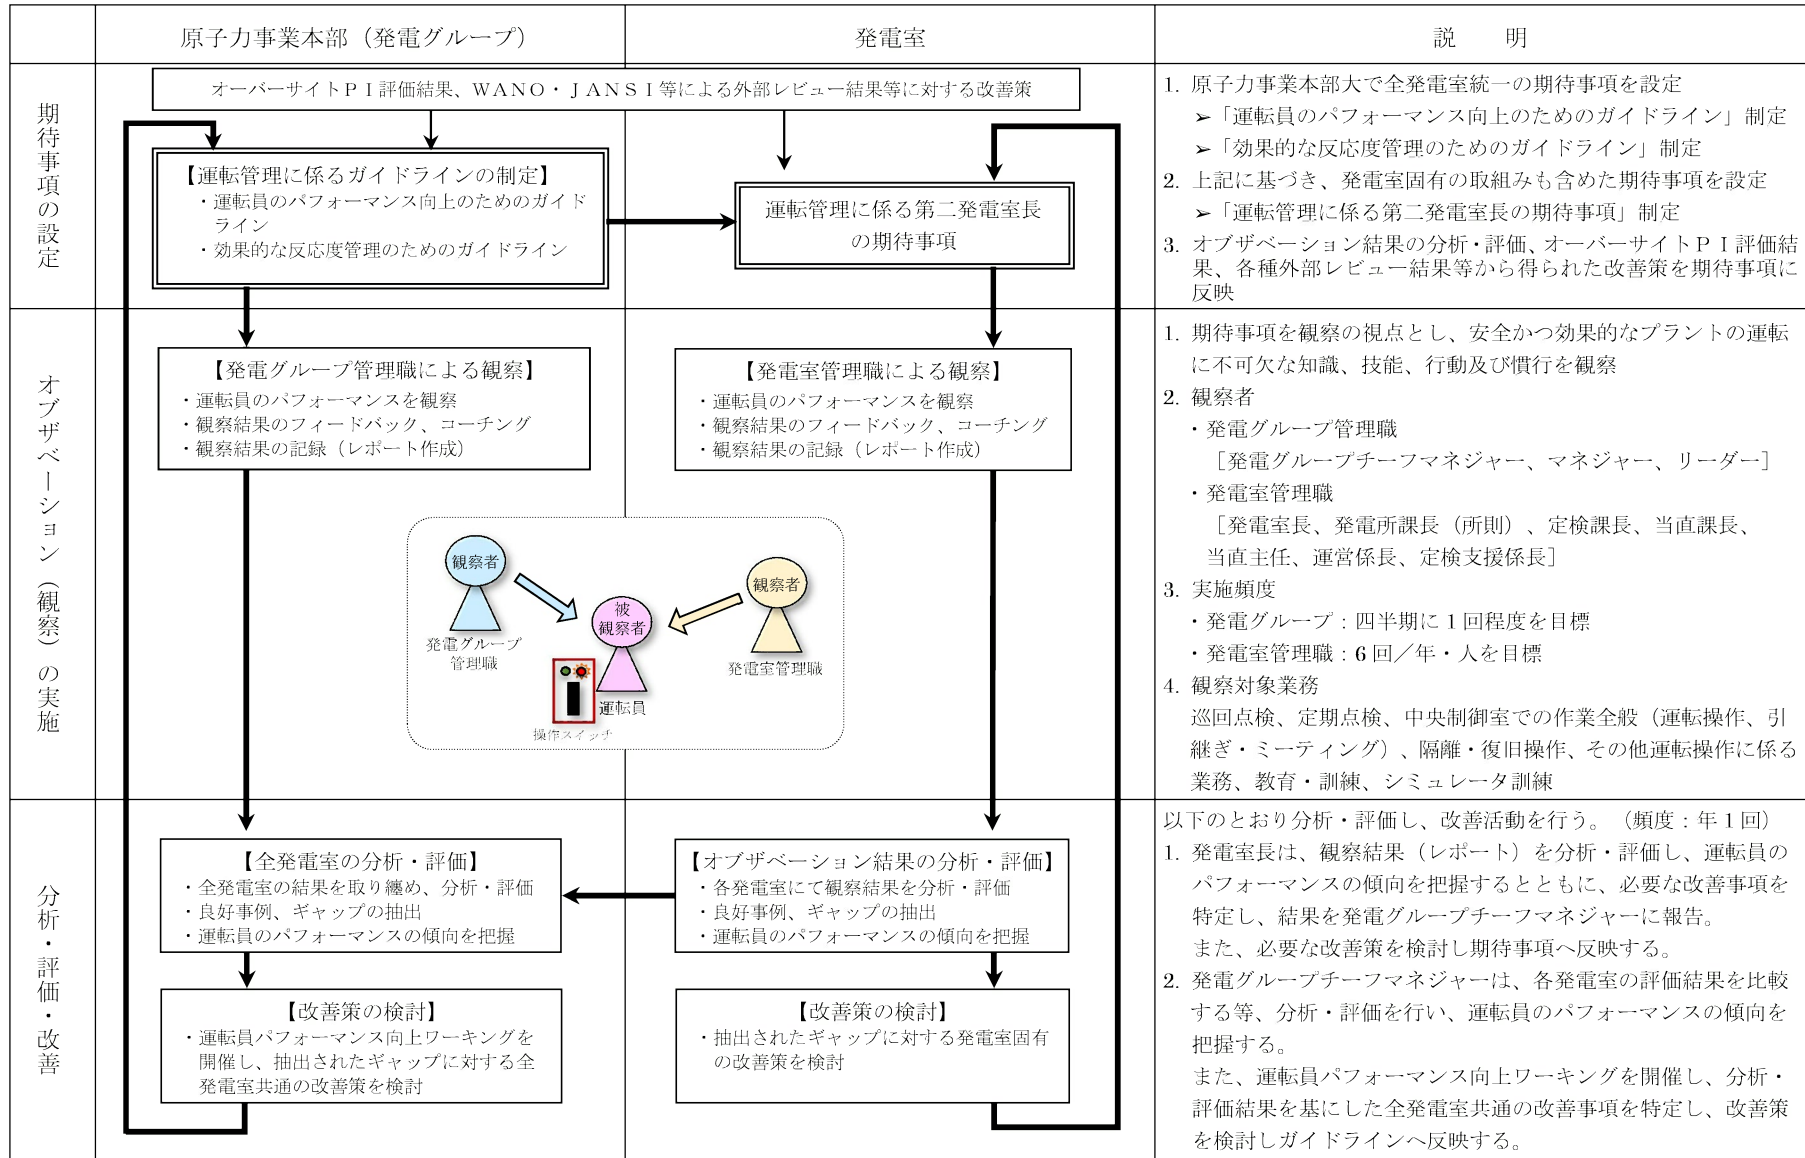 原子力事業本部（発電グループ）
発電室
説　　明
期待事項の設定
オーバーサイトＰＩ評価結果、ＷＡＮＯ・ＪＡＮＳＩ等による外部レビュー結果等に対する改善策
【運転管理に係るガイドラインの制定】
・運転員のパフォーマンス向上のためのガイド
ライン
・効果的な反応度管理のためのガイドライン
運転管理に係る第二発電室長
の期待事項
1. 原子力事業本部大で全発電室統一の期待事項を設定
➢「運転員のパフォーマンス向上のためのガイドライン」制定
➢「効果的な反応度管理のためのガイドライン」制定
2. 上記に基づき、発電室固有の取組みも含めた期待事項を設定
➢「運転管理に係る第二発電室長の期待事項」制定
3. オブザベーション結果の分析・評価、オーバーサイトＰＩ評価結
果、各種外部レビュー結果等から得られた改善策を期待事項に
反映
オブザベーション（観察）の実施
【発電グループ管理職による観察】
・運転員のパフォーマンスを観察
・観察結果のフィードバック、コーチング
・観察結果の記録（レポート作成）
【発電室管理職による観察】
・運転員のパフォーマンスを観察
・観察結果のフィードバック、コーチング
・観察結果の記録（レポート作成）
観察者
発電グループ
管理職
被
観察者
運転員
操作スイッチ
観察者
発電室管理職
1. 期待事項を観察の視点とし、安全かつ効果的なプラントの運転
に不可欠な知識、技能、行動及び慣行を観察
2. 観察者
・発電グループ管理職
［発電グループチーフマネジャー、マネジャー、リーダー］
・発電室管理職
［発電室長、発電所課長（所則）、定検課長、当直課長、
当直主任、運営係長、定検支援係長］
3. 実施頻度
・発電グループ：四半期に１回程度を目標
・発電室管理職：6 回／年・人を目標
4. 観察対象業務
巡回点検、定期点検、中央制御室での作業全般（運転操作、引
継ぎ・ミーティング）、隔離・復旧操作、その他運転操作に係る
業務、教育・訓練、シミュレータ訓練
分析・評価・改善
【全発電室の分析・評価】
・全発電室の結果を取り纏め、分析・評価
・良好事例、ギャップの抽出
・運転員のパフォーマンスの傾向を把握
【オブザベーション結果の分析・評価】
・各発電室にて観察結果を分析・評価
・良好事例、ギャップの抽出
・運転員のパフォーマンスの傾向を把握
【改善策の検討】
・運転員パフォーマンス向上ワーキングを
開催し、抽出されたギャップに対する全
発電室共通の改善策を検討
【改善策の検討】
・抽出されたギャップに対する発電室固有
の改善策を検討
以下のとおり分析・評価し、改善活動を行う。（頻度：年１回）
1. 発電室長は、観察結果（レポート）を分析・評価し、運転員の
パフォーマンスの傾向を把握するとともに、必要な改善事項を
特定し、結果を発電グループチーフマネジャーに報告。
また、必要な改善策を検討し期待事項へ反映する。
2. 発電グループチーフマネジャーは、各発電室の評価結果を比較
する等、分析・評価を行い、運転員のパフォーマンスの傾向を
把握する。
また、運転員パフォーマンス向上ワーキングを開催し、分析・
評価結果を基にした全発電室共通の改善事項を特定し、改善策
を検討しガイドラインへ反映する。